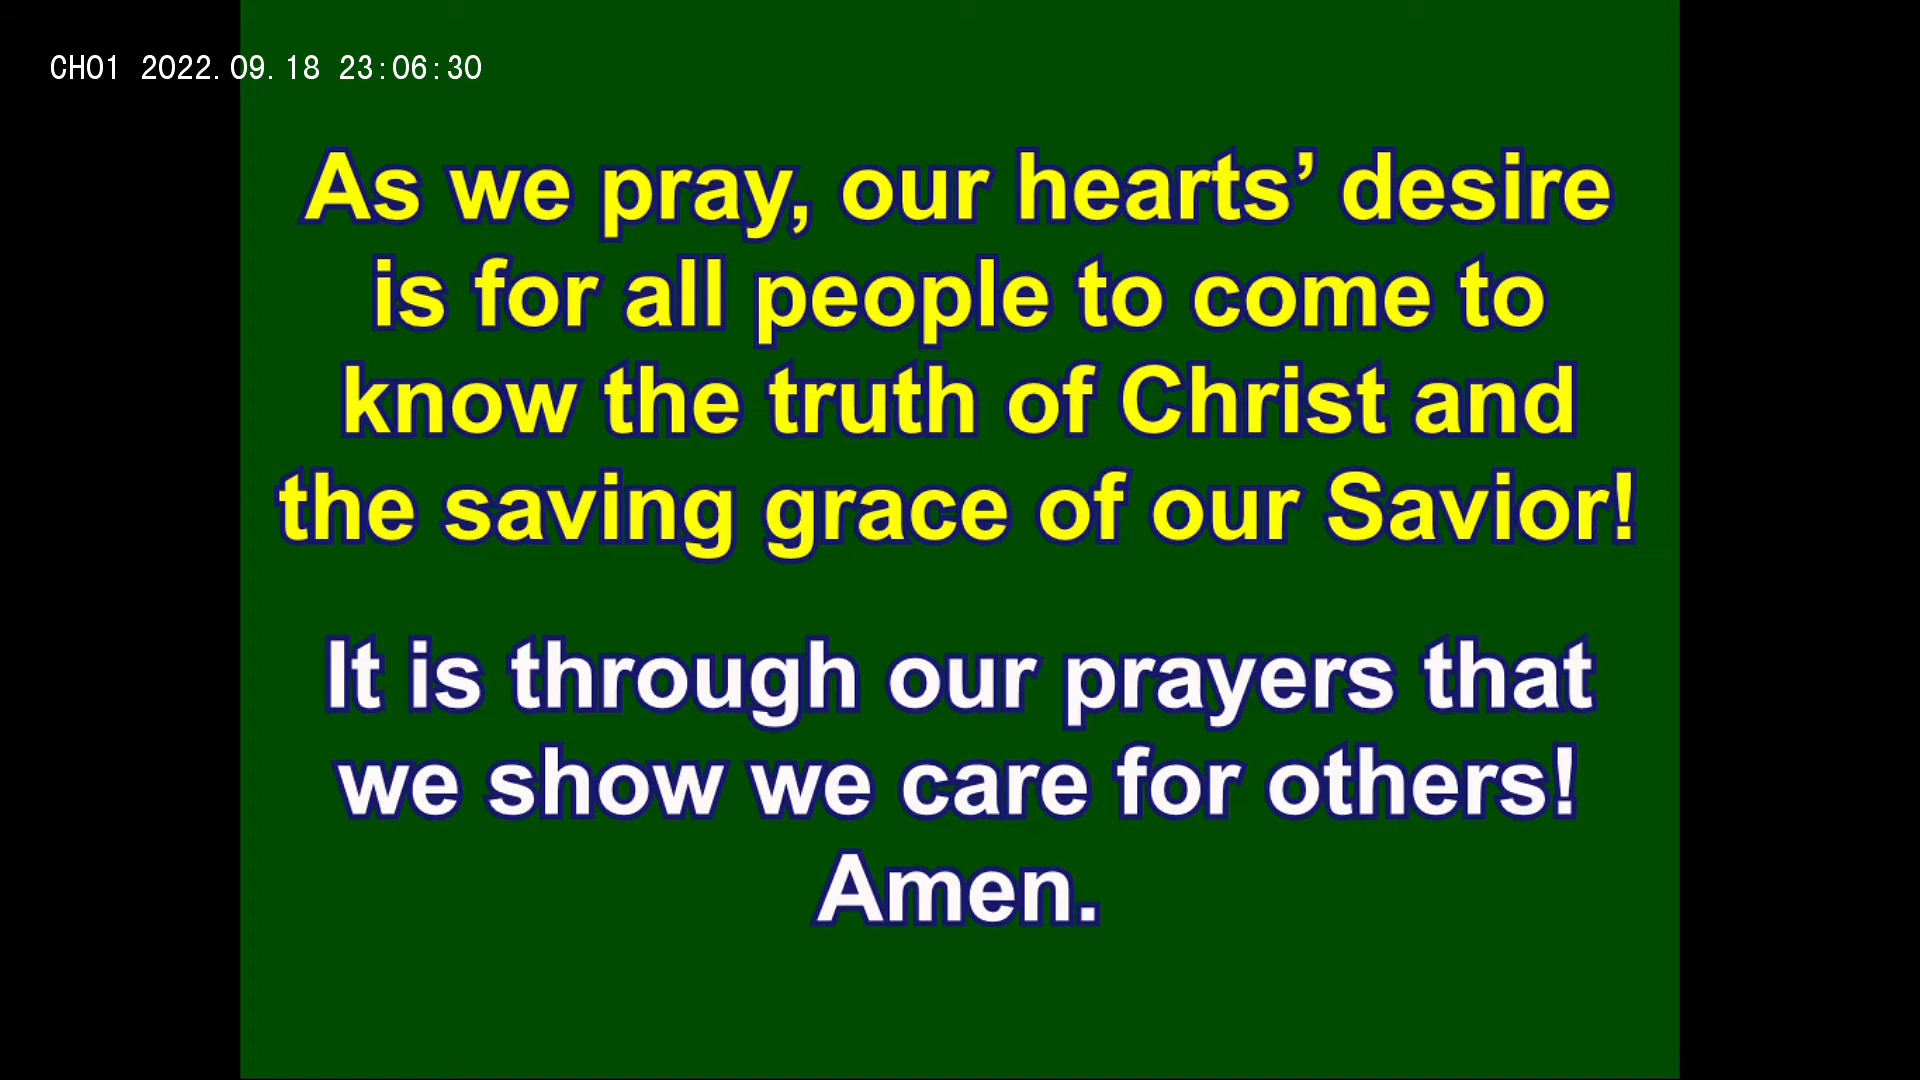 CH01 2022.09.18 23:06:30
As we pray, our hearts’ desire
is for all people to come to
know the truth of Christ and
the saving grace of our Savior!
It is through our prayers that
we show we care for others!
Amen.